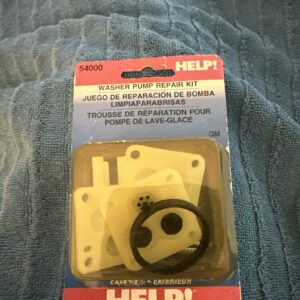 54000
HELP!
WASHER PUMP REPAIR KIT
JUEGO DE REPARACIÓN DE BOMBA
LIMPIAPARABRISAS
TROUSSE DE RÉPARATION POUR
POMPE DE LAVE-GLACE
GM
HELP!